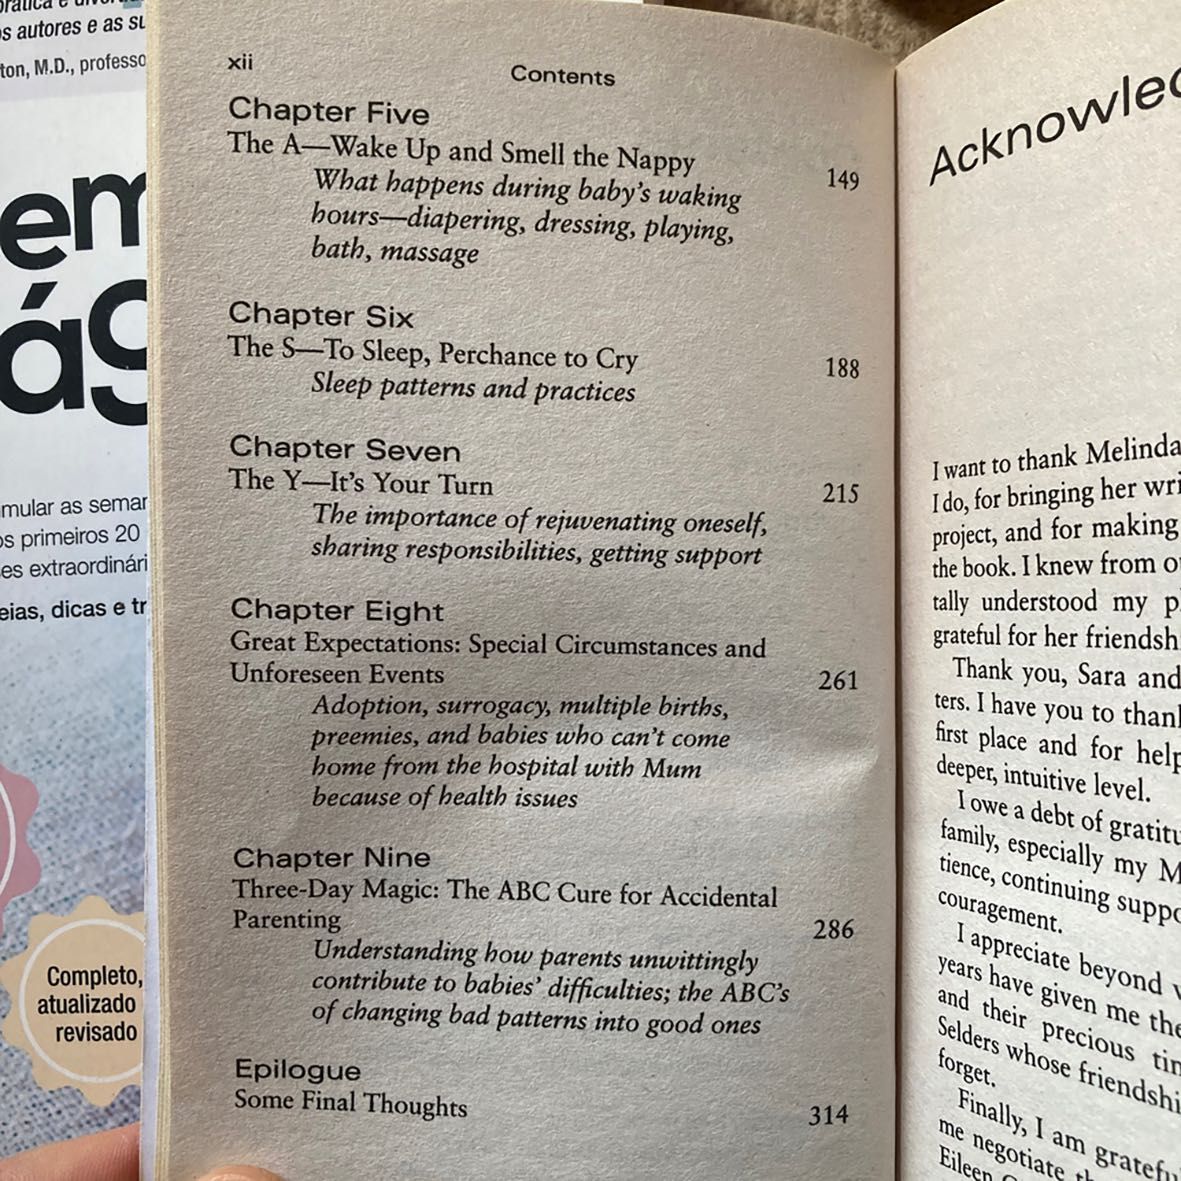 e
os autores e as su
ton, M.D., professo
em
ág
mular as semar
os primeiros 20
es extraordinári
eias, dicas e tr
Completo,
atualizado
revisado
xii
Contents
Chapter Five
The A—Wake Up and Smell the Nappy 149
What happens during baby's waking
hours—diapering, dressing, playing,
bath, massage
Chapter Six
The S—To Sleep, Perchance to Cry 188
Sleep patterns and practices
Chapter Seven
The Y—It's Your Turn 215
The importance of rejuvenating oneself,
sharing responsibilities, getting support
Chapter Eight
Great Expectations: Special Circumstances and
Unforeseen Events 261
Adoption, surrogacy, multiple births,
preemies, and babies who can't come
home from the hospital with Mum
because of health issues
Chapter Nine
Three-Day Magic: The ABC Cure for Accidental
Parenting 286
Understanding how parents unwittingly
contribute to babies' difficulties; the ABC's
of changing bad patterns into good ones
Epilogue
Some Final Thoughts 314
Acknowled
I want to thank Melinda
I do, for bringing her wri
project, and for making
the book. I knew from o
tally understood my p
grateful for her friendsh
Thank you, Sara and
ters. I have you to thank
first place and for help
deeper, intuitive level.
I owe a debt of gratitu
family, especially my M
tience, continuing suppo
couragement.
I appreciate beyond
years have given me the
and their precious tim
Selders whose friendshi
forget.
Finally, I am gratefu
me negotiate th
Eileen